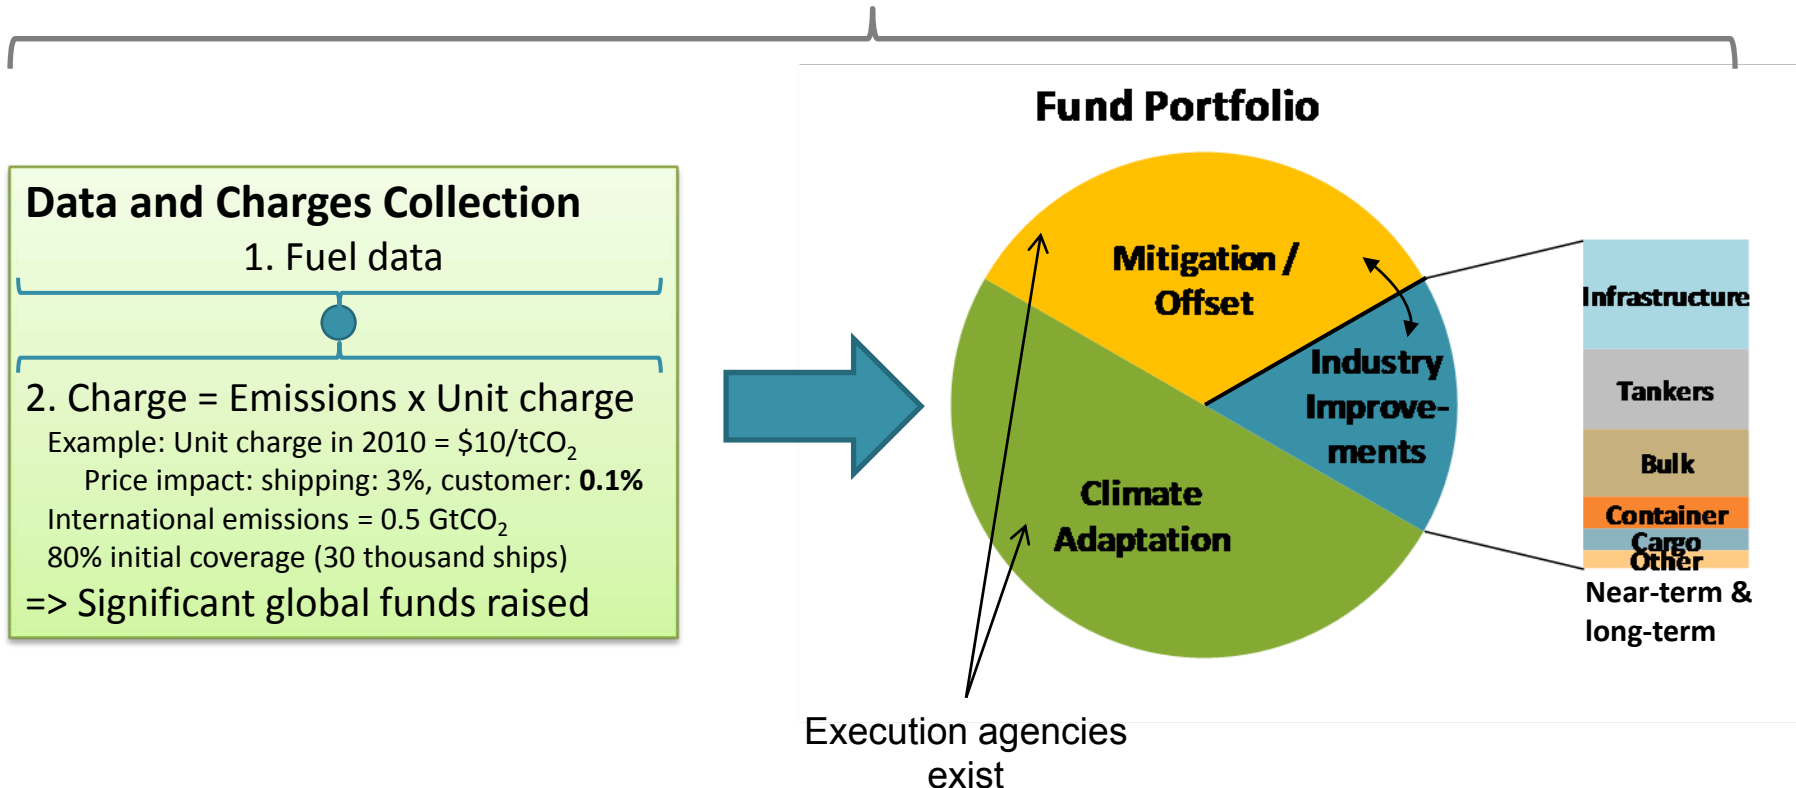 Data and Charges Collection
1. Fuel data
2. Charge = Emissions x Unit charge
Example: Unit charge in 2010 = $10/tCO₂
Price impact: shipping: 3%, customer: 0.1%
International emissions = 0.5 GtCO₂
80% initial coverage (30 thousand ships)
=> Significant global funds raised
Fund Portfolio
Mitigation /
Offset
Industry
Improve-
ments
Climate
Adaptation
Infrastructure
Tankers
Bulk
Container
Cargo
Other
Near-term &
long-term
Execution agencies
exist